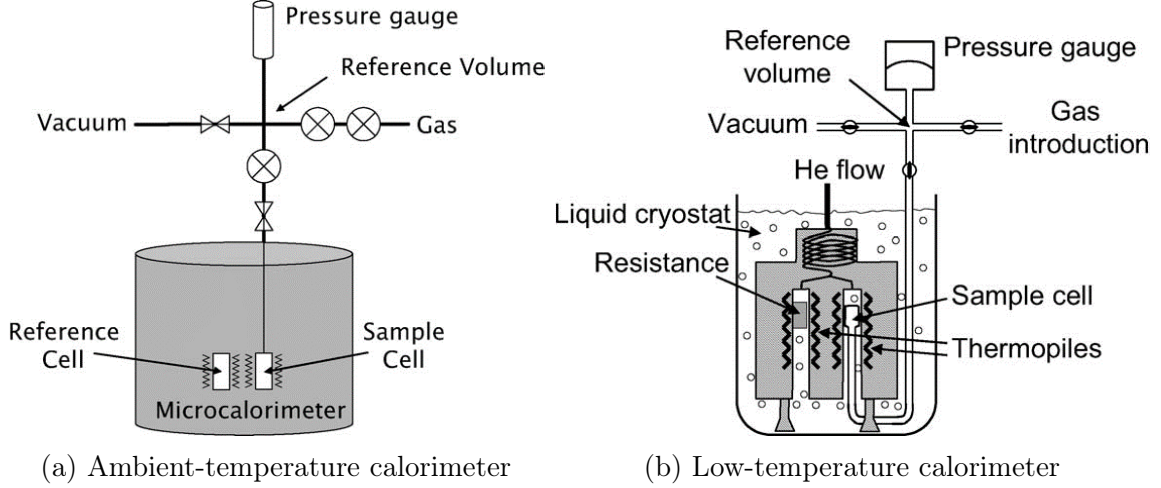 Pressure gauge
Reference Volume
Vacuum
Gas
Reference
Cell
Sample
Cell
Microcalorimeter
(a) Ambient-temperature calorimeter
Reference
volume
Pressure gauge
Vacuum
Gas
introduction
He flow
Liquid cryostat
Resistance
Sample cell
Thermopiles
(b) Low-temperature calorimeter